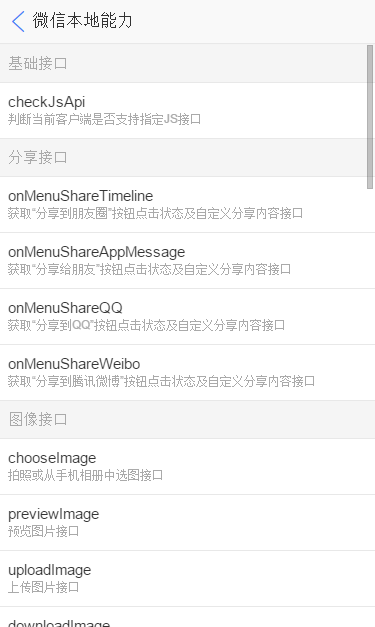 微信本地能力
基础接口
checkJsApi
判断当前客户端是否支持指定JS接口
分享接口
onMenuShareTimeline
获取“分享到朋友圈”按钮点击状态及自定义分享内容接口
onMenuShareAppMessage
获取“分享给朋友”按钮点击状态及自定义分享内容接口
onMenuShareQQ
获取“分享到QQ”按钮点击状态及自定义分享内容接口
onMenuShareWeibo
获取“分享到腾讯微博”按钮点击状态及自定义分享内容接口
图像接口
chooseImage
拍照或从手机相册中选图接口
previewImage
预览图片接口
uploadImage
上传图片接口
downloadImage